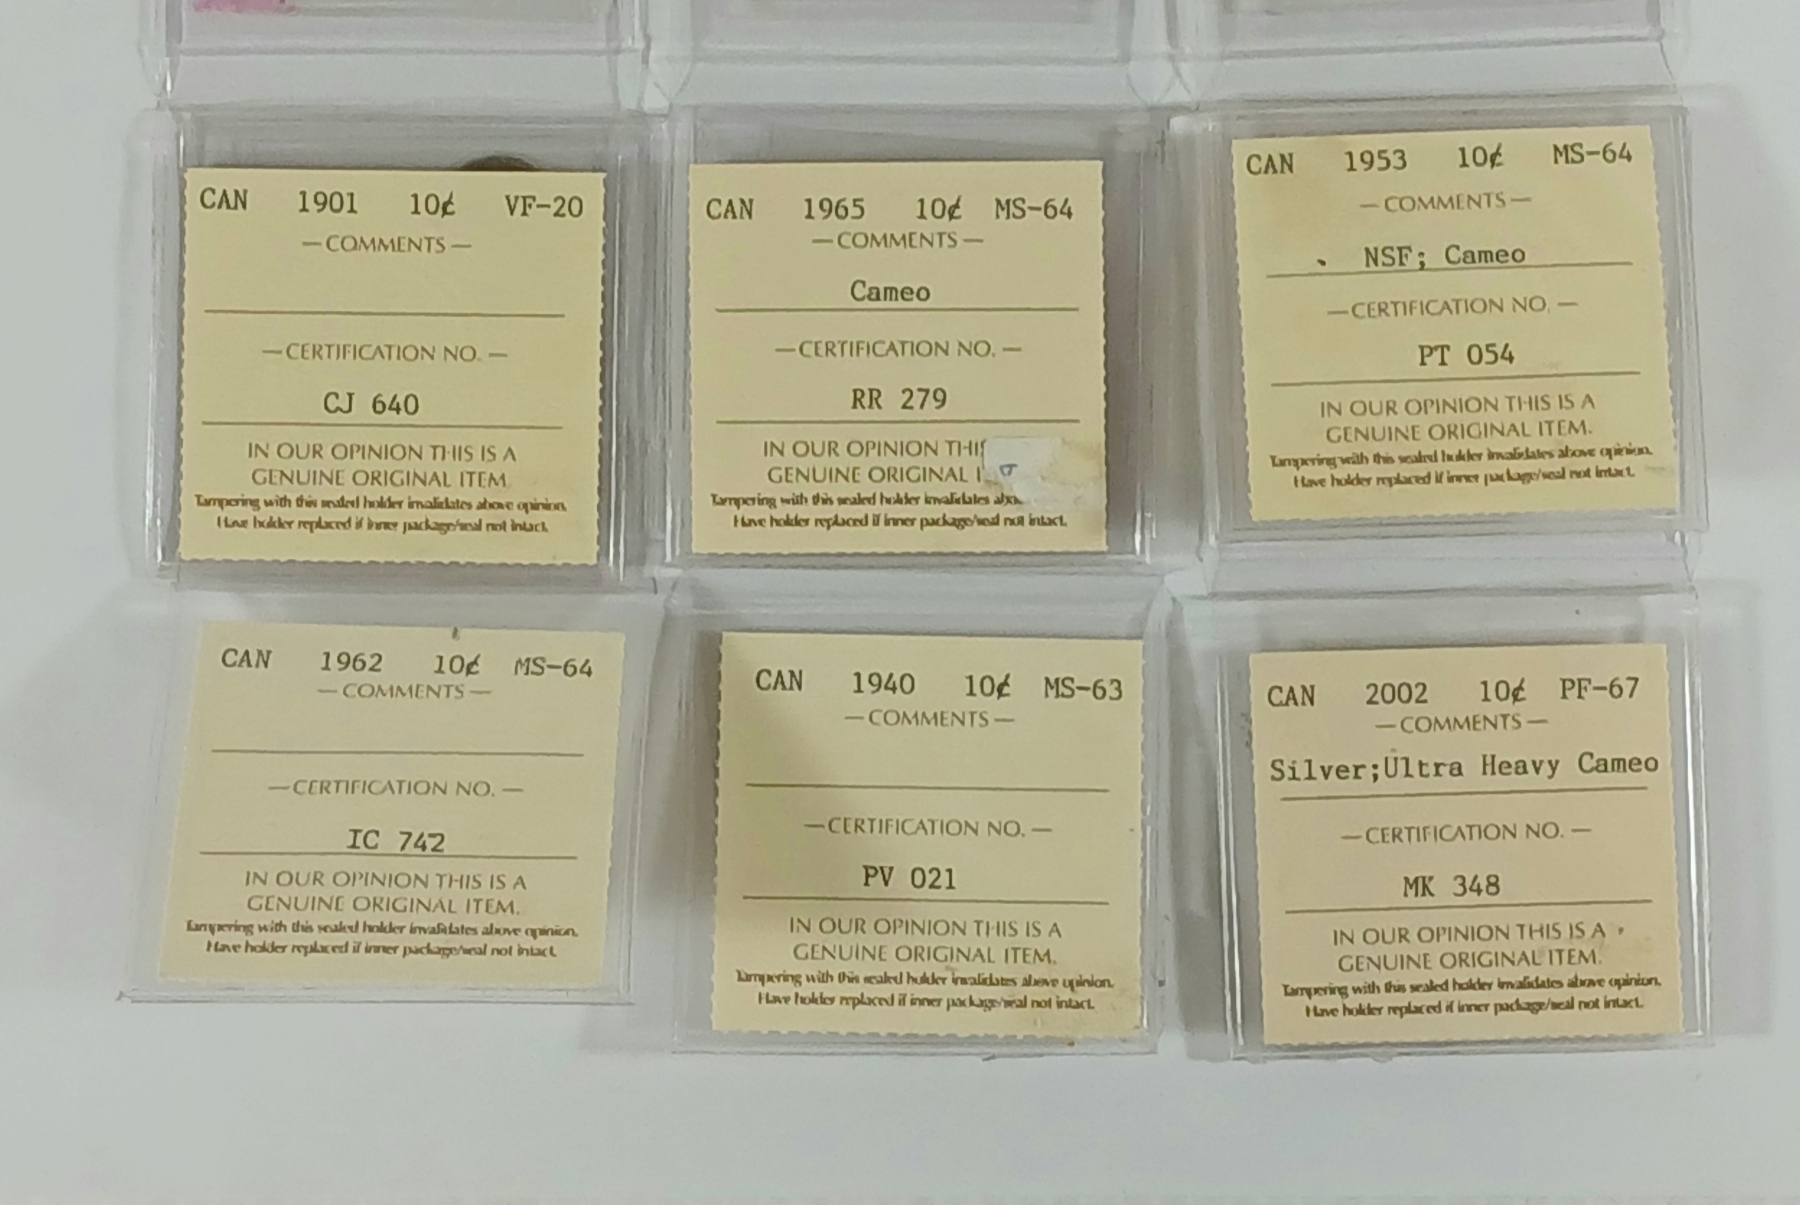 CAN 1901 10¢ VF-20
— COMMENTS —
— CERTIFICATION NO. —
CJ 640
IN OUR OPINION THIS IS A
GENUINE ORIGINAL ITEM
Tampering with this sealed holder invalidates above opinion.
Have holder replaced if inner package/seal not intact.
CAN 1965 10¢ MS-64
— COMMENTS —
Cameo
— CERTIFICATION NO. —
RR 279
IN OUR OPINION THIS
GENUINE ORIGINAL I
Tampering with this sealed holder invalidates abo
Have holder replaced if inner package/seal not intact.
CAN 1953 10¢ MS-64
— COMMENTS —
NSF; Cameo
— CERTIFICATION NO. —
PT 054
IN OUR OPINION THIS IS A
GENUINE ORIGINAL ITEM.
Tampering with this sealed holder invalidates above opinion.
Have holder replaced if inner package/seal not intact.
CAN 1962 10¢ MS-64
— COMMENTS —
— CERTIFICATION NO. —
IC 742
IN OUR OPINION THIS IS A
GENUINE ORIGINAL ITEM.
Tampering with this sealed holder invalidates above opinion.
Have holder replaced if inner package/seal not intact.
CAN 1940 10¢ MS-63
— COMMENTS —
— CERTIFICATION NO. —
PV 021
IN OUR OPINION THIS IS A
GENUINE ORIGINAL ITEM.
Tampering with this sealed holder invalidates above opinion.
Have holder replaced if inner package/seal not intact.
CAN 2002 10¢ PF-67
— COMMENTS —
Silver;Ultra Heavy Cameo
— CERTIFICATION NO. —
MK 348
IN OUR OPINION THIS IS A
GENUINE ORIGINAL ITEM.
Tampering with this sealed holder invalidates above opinion.
Have holder replaced if inner package/seal not intact.